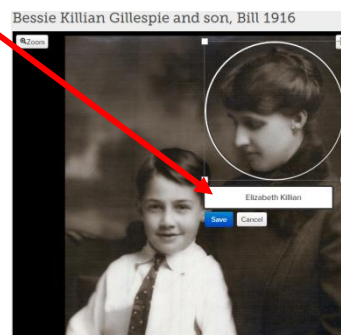 Bessie Killian Gillespie and son, Bill 1916
Zoom
Elizabeth Killian
Save Cancel